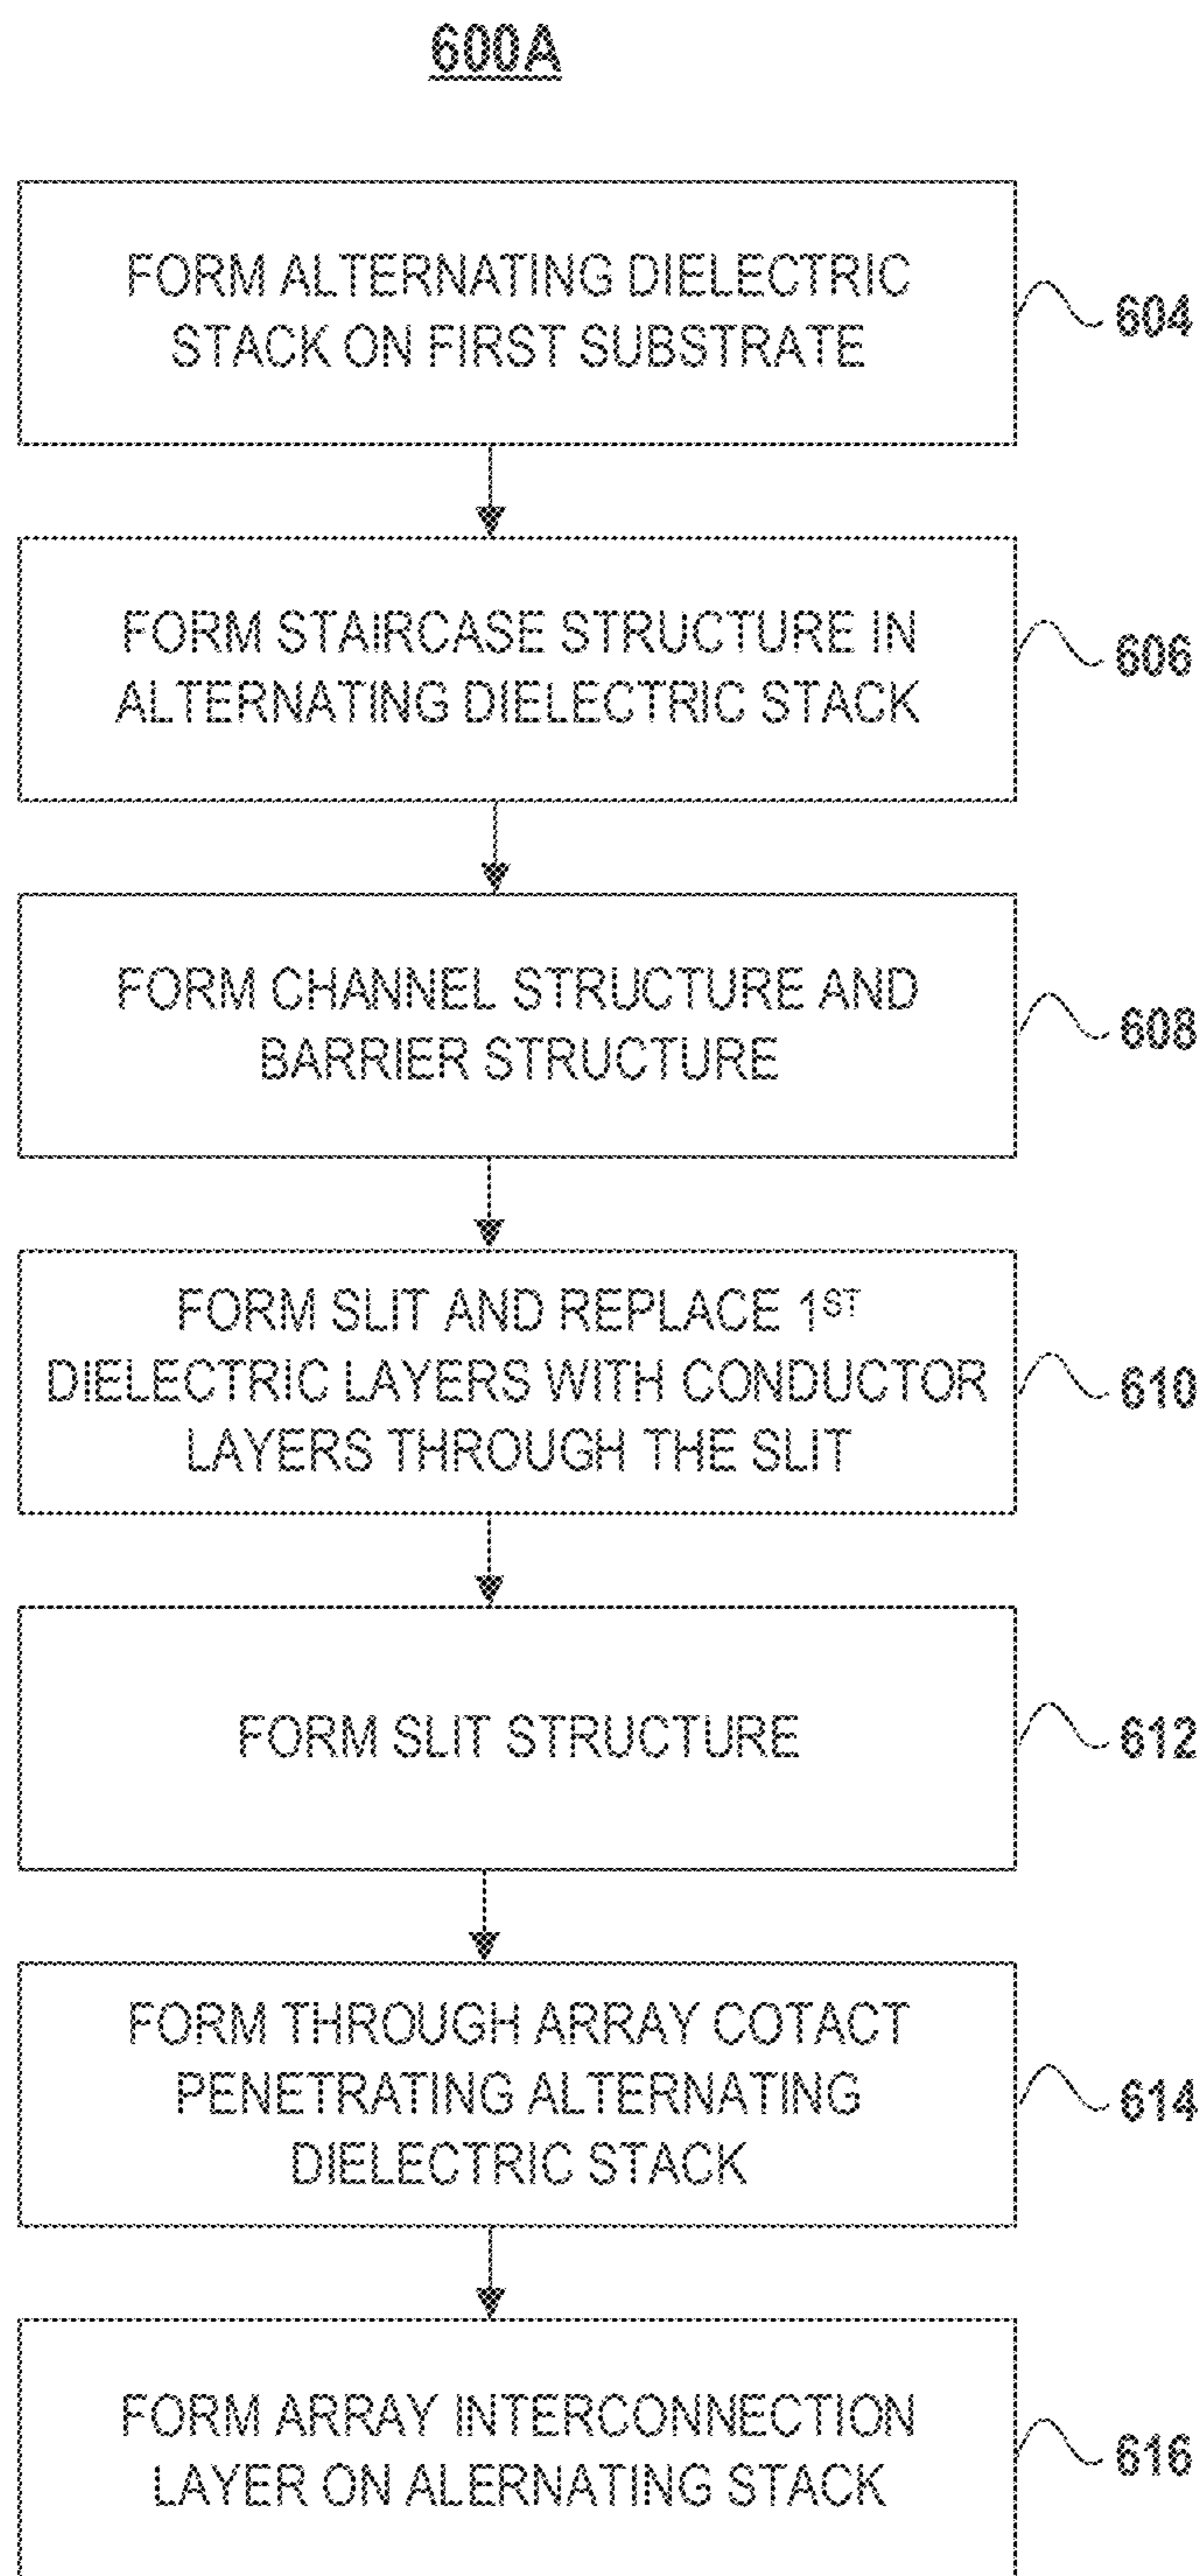 600A
FORM ALTERNATING DIELECTRIC
STACK ON FIRST SUBSTRATE
604
FORM STAIRCASE STRUCTURE IN
ALTERNATING DIELECTRIC STACK
606
FORM CHANNEL STRUCTURE AND
BARRIER STRUCTURE
608
FORM SLIT AND REPLACE 1ST
DIELECTRIC LAYERS WITH CONDUCTOR
LAYERS THROUGH THE SLIT
610
FORM SLIT STRUCTURE
612
FORM THROUGH ARRAY COTACT
PENETRATING ALTERNATING
DIELECTRIC STACK
614
FORM ARRAY INTERCONNECTION
LAYER ON ALERNATING STACK
616